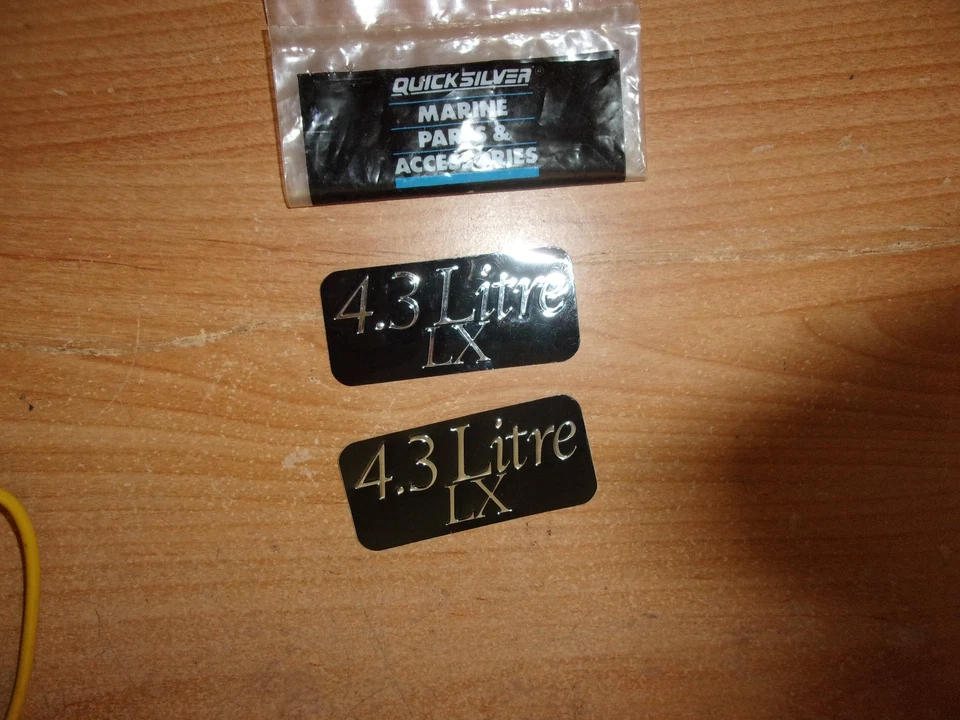 QUICKSILVER
MARINE
PARTS &
ACCESSORIES
4.3 Litre
LX
4.3 Litre
LX